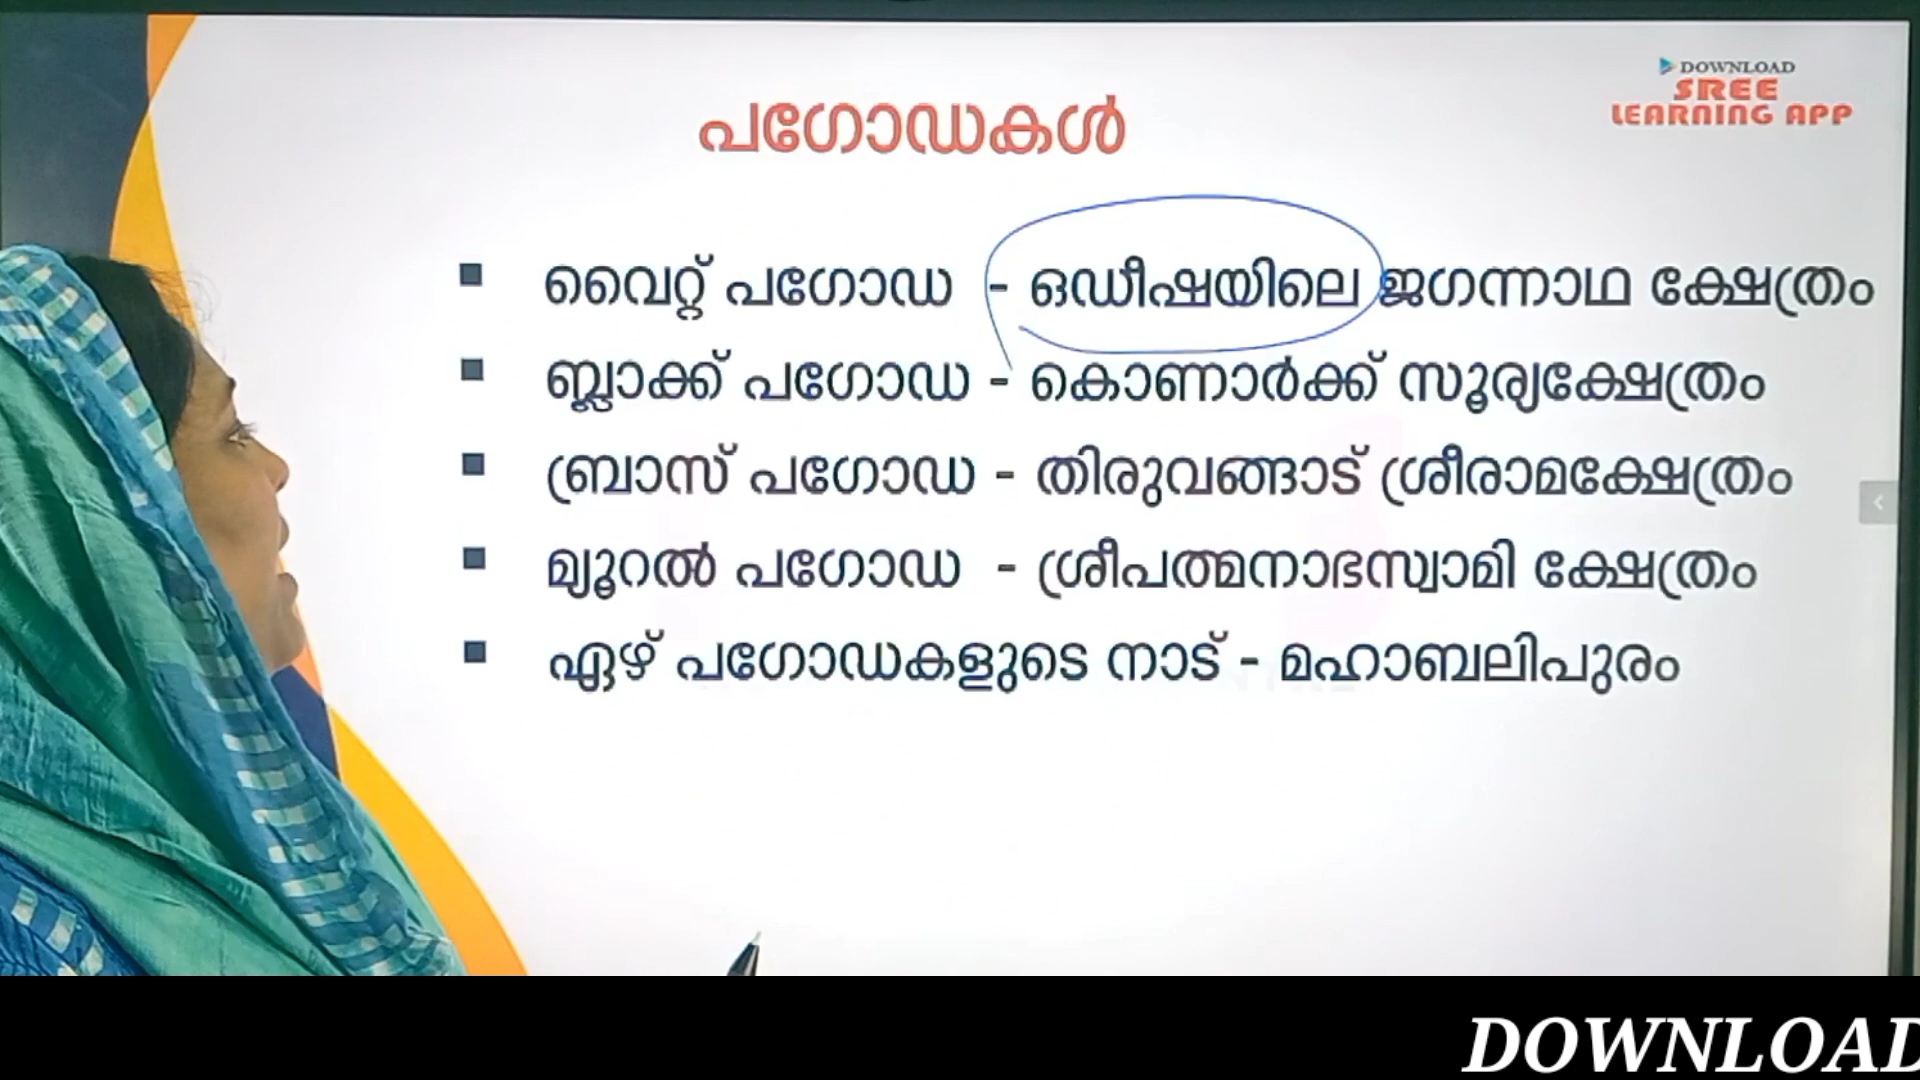 DOWNLOAD
SREE
LEARNING APP
പഗോഡകൾ
വൈറ്റ് പഗോഡ - ഒഡീഷയിലെ ജഗന്നാഥ ക്ഷേത്രം
ബ്ലാക്ക് പഗോഡ - കൊണാർക്ക് സൂര്യക്ഷേത്രം
ബ്രാസ് പഗോഡ - തിരുവങ്ങാട് ശ്രീരാമക്ഷേത്രം
മ്യൂറൽ പഗോഡ - ശ്രീപത്മനാഭസ്വാമി ക്ഷേത്രം
ഏഴ് പഗോഡകളുടെ നാട് - മഹാബലിപുരം
DOWNLOAD